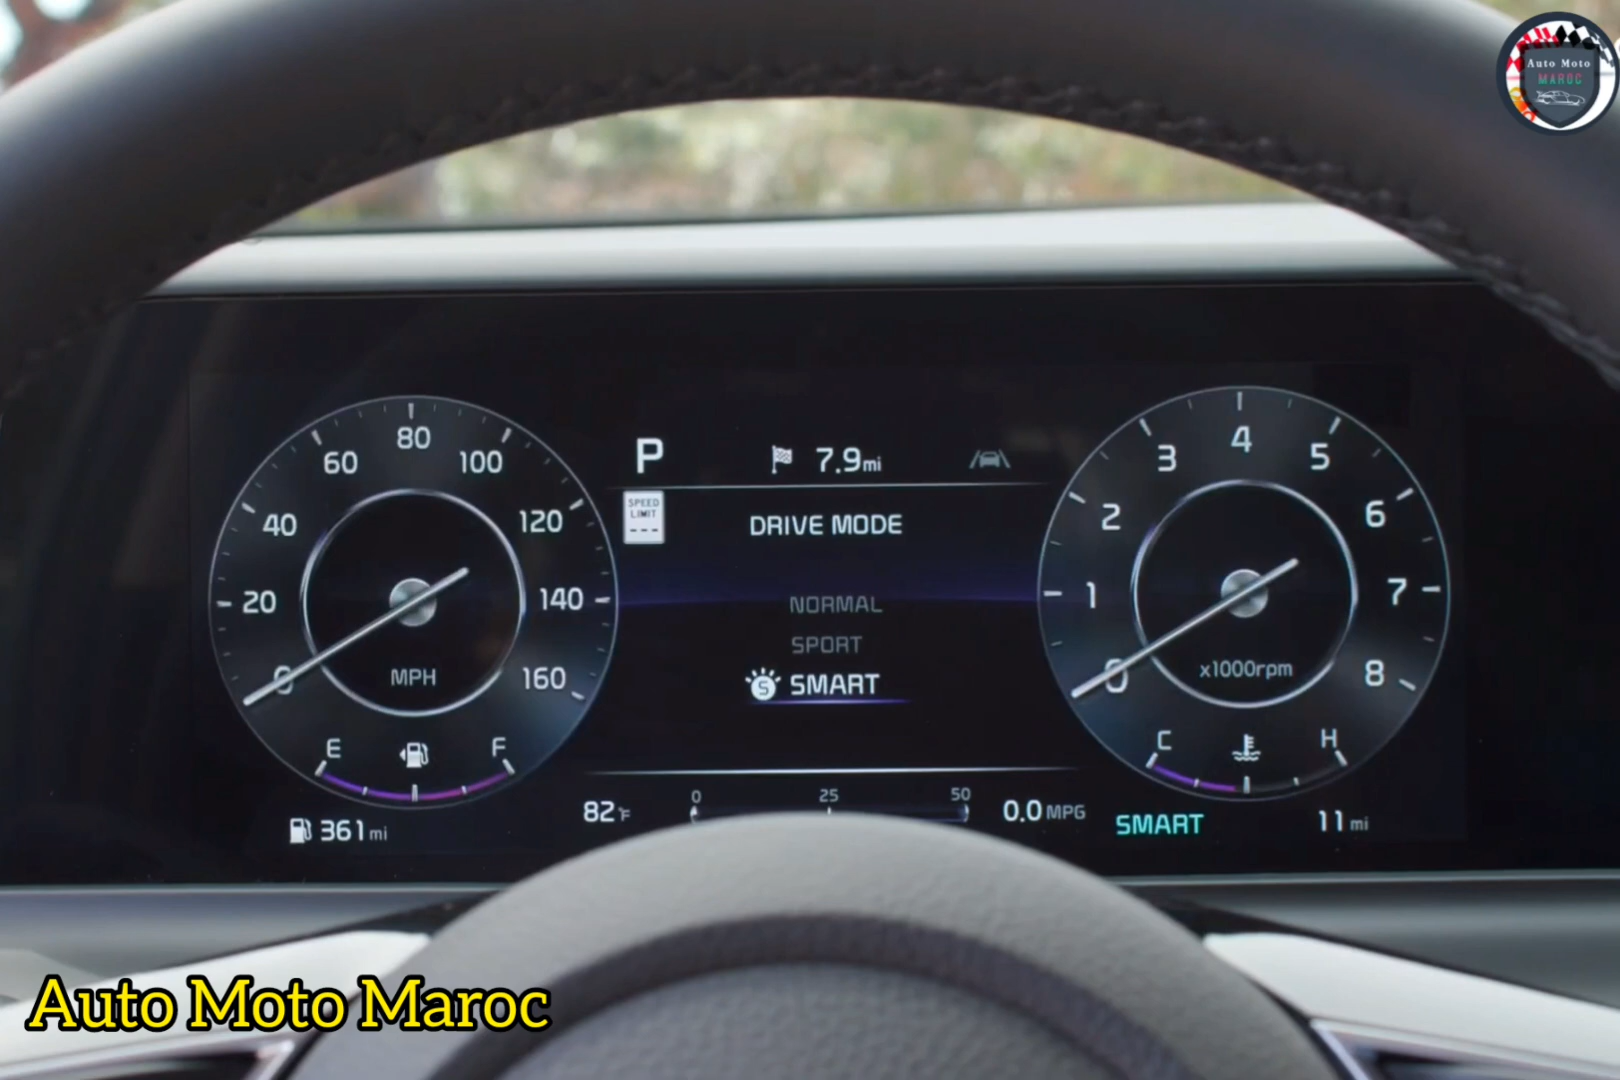 Auto Moto
MAROC
80
60
100
40
120
20
140
0
160
MPH
E
F
361 mi
P
7.9 mi
SPEED
LIMIT
---
DRIVE MODE
NORMAL
SPORT
S SMART
82°F
0
25
50
0.0 MPG
4
3
5
2
6
1
7
0
8
x1000rpm
C
H
SMART
11 mi
Auto Moto Maroc